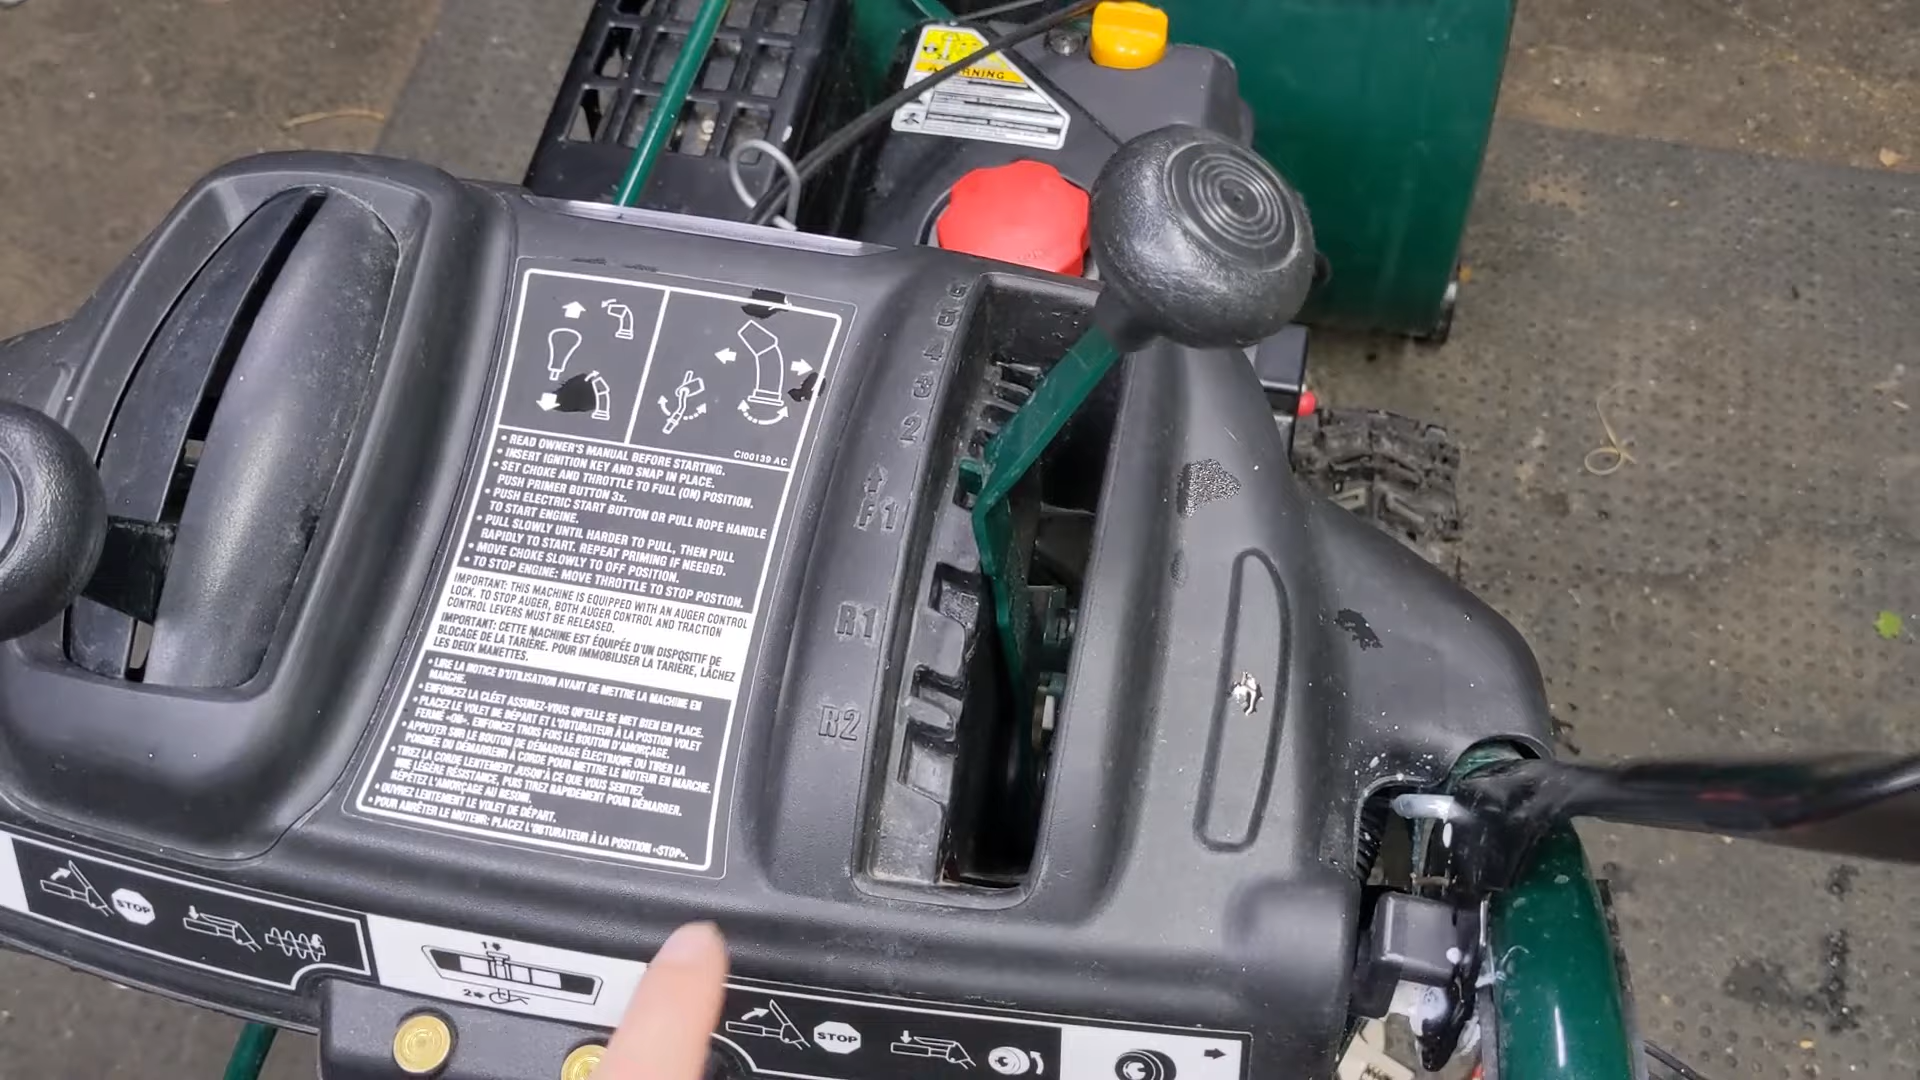 WARNING
6
5
4
3
2
F1
R1
R2
CI00139 AC
• READ OWNER'S MANUAL BEFORE STARTING.
• INSERT IGNITION KEY AND SNAP IN PLACE.
• SET CHOKE AND THROTTLE TO FULL (ON) POSITION.
PUSH PRIMER BUTTON 3x.
• PUSH ELECTRIC START BUTTON OR PULL ROPE HANDLE
TO START ENGINE.
• PULL SLOWLY UNTIL HARDER TO PULL, THEN PULL
RAPIDLY TO START. REPEAT PRIMING IF NEEDED.
• MOVE CHOKE SLOWLY TO OFF POSITION.
• TO STOP ENGINE: MOVE THROTTLE TO STOP POSTION.
IMPORTANT: THIS MACHINE IS EQUIPPED WITH AN AUGER CONTROL
LOCK. TO STOP AUGER, BOTH AUGER CONTROL AND TRACTION
CONTROL LEVERS MUST BE RELEASED.
IMPORTANT: CETTE MACHINE EST ÉQUIPÉE D'UN DISPOSITIF DE
BLOCAGE DE LA TARIÈRE. POUR IMMOBILISER LA TARIÈRE, LÂCHEZ
LES DEUX MANETTES.
• LIRE LA NOTICE D'UTILISATION AVANT DE METTRE LA MACHINE EN
MARCHE.
• ENFORCEZ LA CLÉET ASSUREZ-VOUS QU'ELLE SE MET BIEN EN PLACE.
• PLACEZ LE VOLET DE DÉPART ET L'OBTURATEUR À LA POSTION VOLET
FERMÉ «ON». ENFORCEZ TROIS FOIS LE BOUTON D'AMORÇAGE.
• APPUYER SUR LE BOUTON DE DÉMARRAGE ÉLECTRIQUE OU TIRER LA
POIGNÉE DU DÉMARREUR À CORDE POUR METTRE LE MOTEUR EN MARCHE.
• TIREZ LA CORDE LENTEMENT JUSQU'À CE QUE VOUS SENTIEZ
UNE LÉGÈRE RÉSISTANCE, PUIS TIREZ RAPIDEMENT POUR DÉMARRER.
RÉPÉTEZ L'AMORÇAGE AU BESOIN.
• OUVREZ LENTEMENT LE VOLET DE DÉPART.
• POUR ARRÊTER LE MOTEUR: PLACEZ L'OBTURATEUR À LA POSITION «STOP».
STOP
1
2
STOP